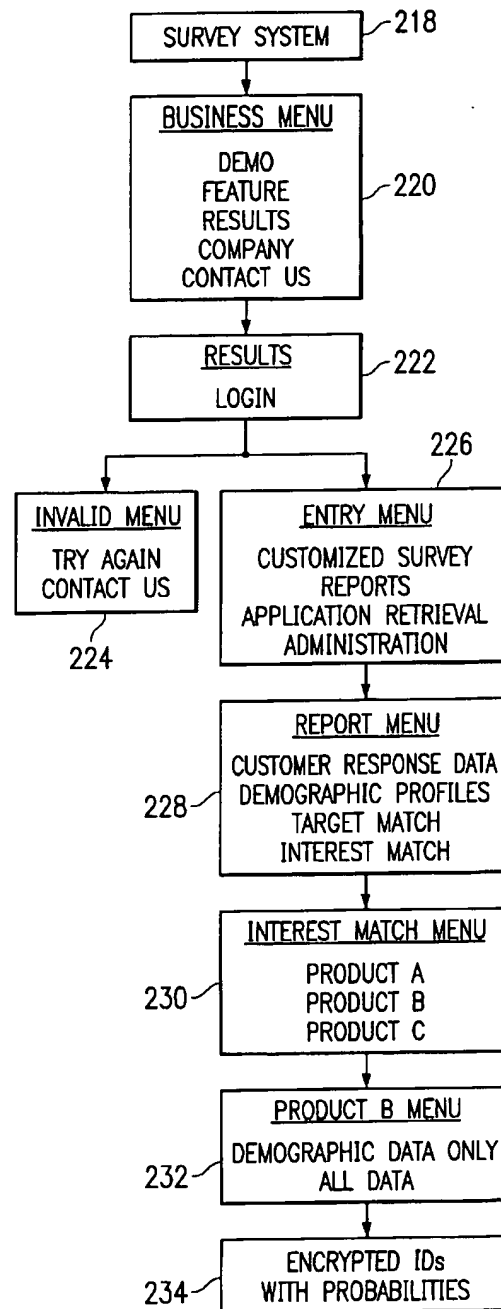 SURVEY SYSTEM
218
BUSINESS MENU
DEMO
FEATURE
RESULTS
COMPANY
CONTACT US
220
RESULTS
LOGIN
222
INVALID MENU
TRY AGAIN
CONTACT US
224
226
ENTRY MENU
CUSTOMIZED SURVEY
REPORTS
APPLICATION RETRIEVAL
ADMINISTRATION
REPORT MENU
CUSTOMER RESPONSE DATA
DEMOGRAPHIC PROFILES
TARGET MATCH
INTEREST MATCH
228
INTEREST MATCH MENU
PRODUCT A
PRODUCT B
PRODUCT C
230
PRODUCT B MENU
DEMOGRAPHIC DATA ONLY
ALL DATA
232
ENCRYPTED IDs
WITH PROBABILITIES
234